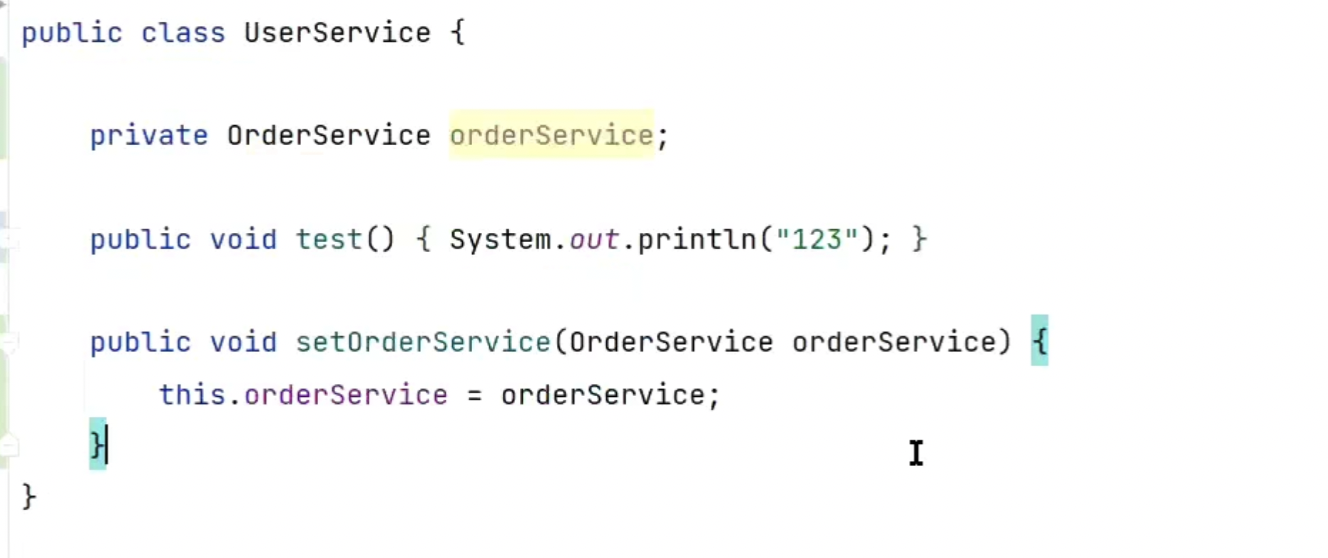 public class UserService {
private OrderService orderService;
public void test() { System.out.println("123"); }
public void setOrderService(OrderService orderService) {
this.orderService = orderService;
}
}